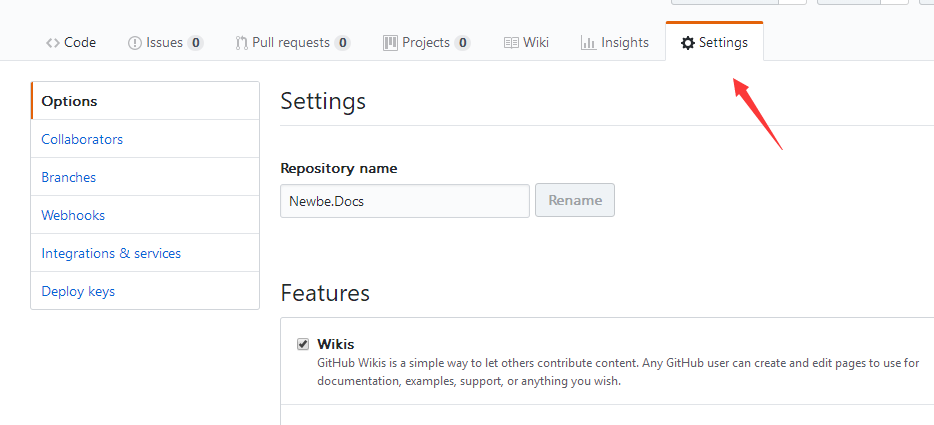 Code Issues 0 Pull requests 0 Projects 0 Wiki Insights Settings
Options
Collaborators
Branches
Webhooks
Integrations & services
Deploy keys
Settings
Repository name
Newbe.Docs Rename
Features
Wikis
GitHub Wikis is a simple way to let others contribute content. Any GitHub user can create and edit pages to use for
documentation, examples, support, or anything you wish.